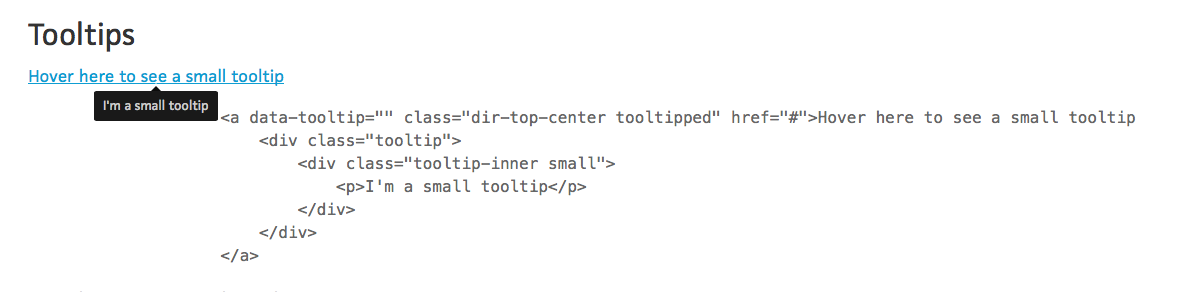 Tooltips
Hover here to see a small tooltip
I'm a small tooltip
<a data-tooltip="" class="dir-top-center tooltipped" href="#">Hover here to see a small tooltip
<div class="tooltip">
<div class="tooltip-inner small">
<p>I'm a small tooltip</p>
</div>
</div>
</a>